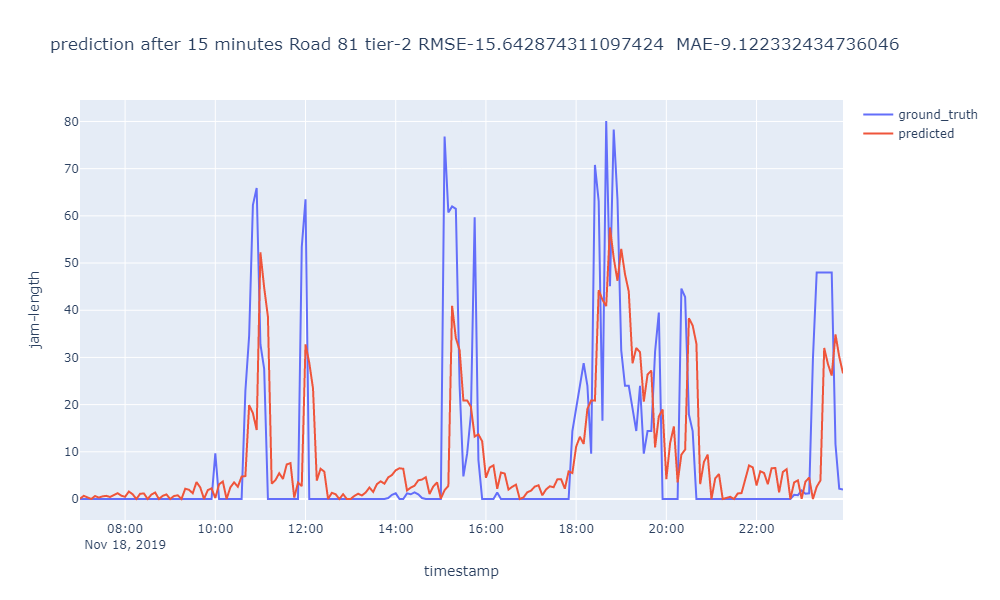 prediction after 15 minutes Road 81 tier-2 RMSE-15.642874311097424  MAE-9.122332434736046
ground_truth
predicted
80
70
60
50
40
30
20
10
0
jam-length
08:00 10:00 12:00 14:00 16:00 18:00 20:00 22:00
Nov 18, 2019
timestamp